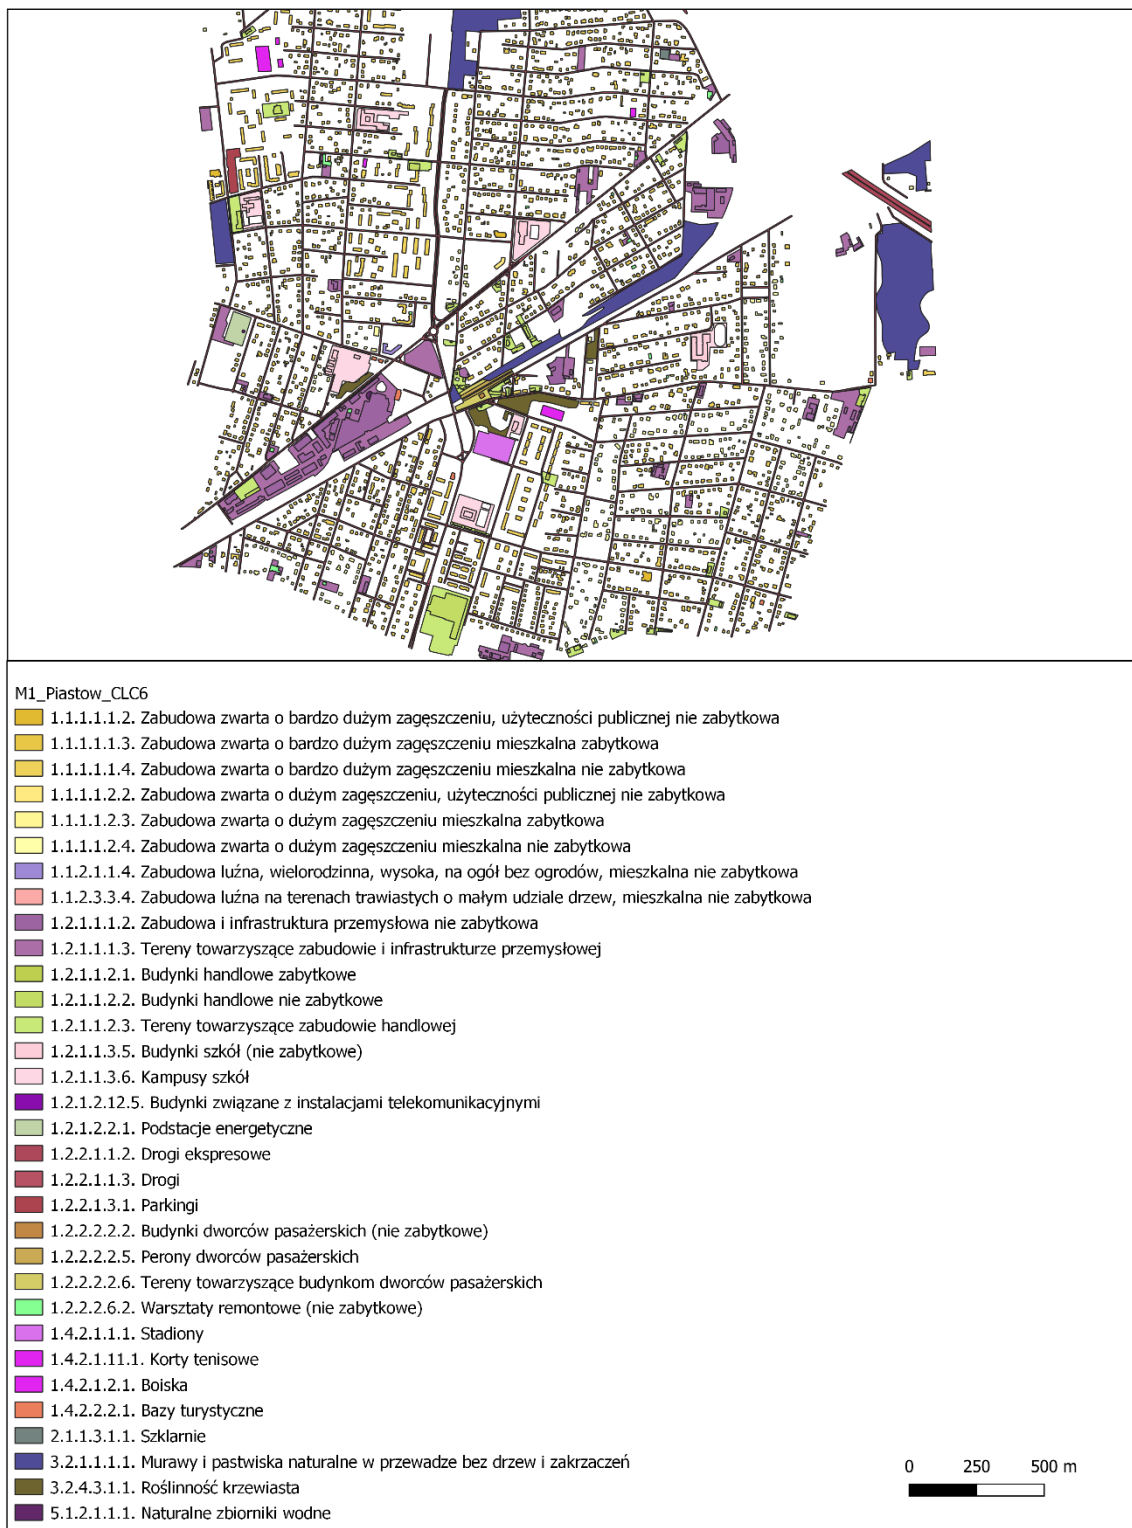 M1_Piastow_CLC6
1.1.1.1.1.2. Zabudowa zwarta o bardzo dużym zagęszczeniu, użyteczności publicznej nie zabytkowa
1.1.1.1.1.3. Zabudowa zwarta o bardzo dużym zagęszczeniu mieszkalna zabytkowa
1.1.1.1.1.4. Zabudowa zwarta o bardzo dużym zagęszczeniu mieszkalna nie zabytkowa
1.1.1.1.2.2. Zabudowa zwarta o dużym zagęszczeniu, użyteczności publicznej nie zabytkowa
1.1.1.1.2.3. Zabudowa zwarta o dużym zagęszczeniu mieszkalna zabytkowa
1.1.1.1.2.4. Zabudowa zwarta o dużym zagęszczeniu mieszkalna nie zabytkowa
1.1.2.1.1.4. Zabudowa luźna, wielorodzinna, wysoka, na ogół bez ogrodów, mieszkalna nie zabytkowa
1.1.2.3.3.4. Zabudowa luźna na terenach trawiastych o małym udziale drzew, mieszkalna nie zabytkowa
1.2.1.1.1.2. Zabudowa i infrastruktura przemysłowa nie zabytkowa
1.2.1.1.1.3. Tereny towarzyszące zabudowie i infrastrukturze przemysłowej
1.2.1.1.2.1. Budynki handlowe zabytkowe
1.2.1.1.2.2. Budynki handlowe nie zabytkowe
1.2.1.1.2.3. Tereny towarzyszące zabudowie handlowej
1.2.1.1.3.5. Budynki szkół (nie zabytkowe)
1.2.1.1.3.6. Kampusy szkół
1.2.1.2.12.5. Budynki związane z instalacjami telekomunikacyjnymi
1.2.1.2.2.1. Podstacje energetyczne
1.2.2.1.1.2. Drogi ekspresowe
1.2.2.1.1.3. Drogi
1.2.2.1.3.1. Parkingi
1.2.2.2.2.2. Budynki dworców pasażerskich (nie zabytkowe)
1.2.2.2.2.5. Perony dworców pasażerskich
1.2.2.2.2.6. Tereny towarzyszące budynkom dworców pasażerskich
1.2.2.2.6.2. Warsztaty remontowe (nie zabytkowe)
1.4.2.1.1.1. Stadiony
1.4.2.1.11.1. Korty tenisowe
1.4.2.1.2.1. Boiska
1.4.2.2.2.1. Bazy turystyczne
2.1.1.3.1.1. Szklarnie
3.2.1.1.1.1. Murawy i pastwiska naturalne w przewadze bez drzew i zakrzaczeń
3.2.4.3.1.1. Roślinność krzewiasta
5.1.2.1.1.1. Naturalne zbiorniki wodne
0 250 500 m